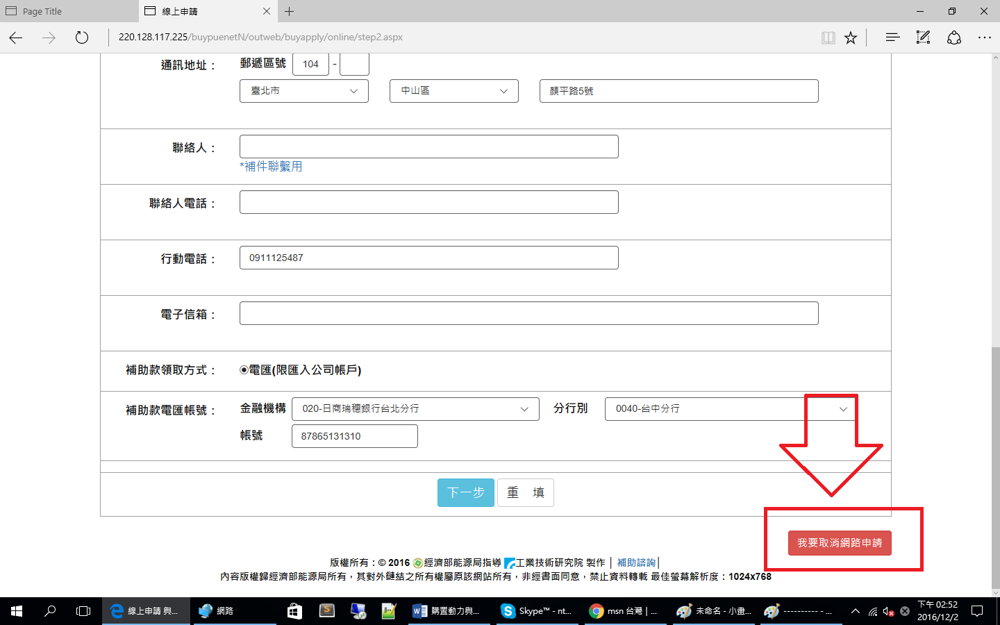 Page Title
線上申請
220.128.117.225/buypuenetN/outweb/buyapply/online/step2.aspx
通訊地址：
郵遞區號 104 -
臺北市 中山區 顏平路5號
聯絡人：
*補件聯繫用
聯絡人電話：
行動電話： 0911125487
電子信箱：
補助款領取方式： 電匯(限匯入公司帳戶)
補助款電匯帳號： 金融機構 020-日商瑞穗銀行台北分行 分行別 0040-台中分行
帳號 87865131310
下一步 重 填
我要取消網路申請
版權所有：© 2016 經濟部能源局指導 工業技術研究院 製作 | 補助諮詢|
內容版權歸經濟部能源局所有，其對外鏈結之所有權屬原該網站所有，非經書面同意，禁止資料轉載 最佳螢幕解析度：1024x768
線上申請 與... 網路 購置動力與... Skype™ - nt... msn 台灣 | ... 未命名 - 小畫... ---------- - ...
下午 02:52
2016/12/2